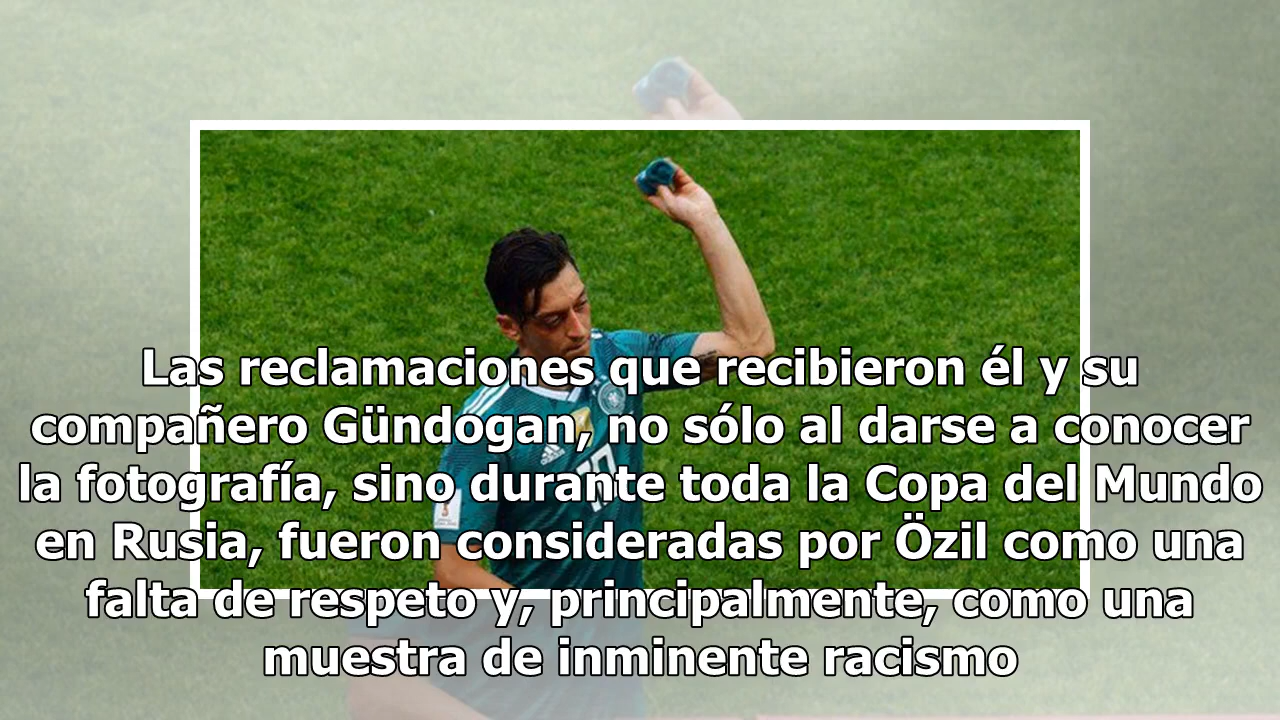 Las reclamaciones que recibieron él y su
compañero Gündogan, no sólo al darse a conocer
la fotografía, sino durante toda la Copa del Mundo
en Rusia, fueron consideradas por Özil como una
falta de respeto y, principalmente, como una
muestra de inminente racismo